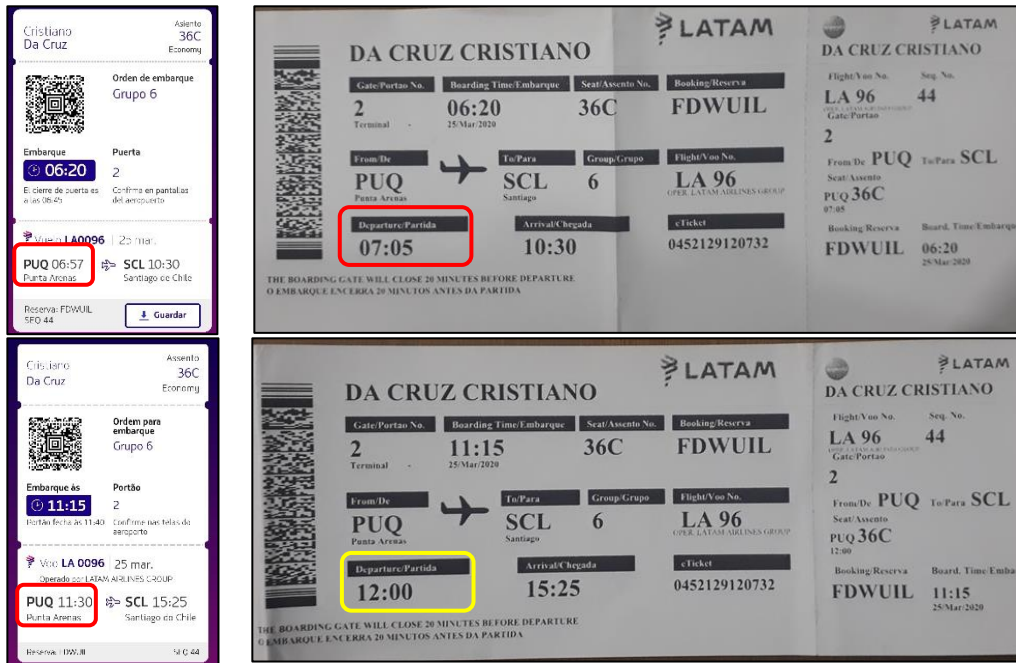 Cristiano
Da Cruz
Asiento
36C
Economy
Orden de embarque
Grupo 6
Embarque
06:20
El cierre de puerta es
a las 06:45
Puerta
2
Confirme en pantallas
del aeropuerto
Vuelo LA0096 | 25 mar.
PUQ 06:57
Punta Arenas
SCL 10:30
Santiago de Chile
Reserva: FDWUIL
SEQ 44
Guardar
LATAM
DA CRUZ CRISTIANO
Gate/Portao No.
2
Terminal -
Boarding Time/Embarque
06:20
25/Mar/2020
Seat/Assento No.
36C
Booking/Reserva
FDWUIL
From/De
PUQ
Punta Arenas
To/Para
SCL
Santiago
Group/Grupo
6
Flight/Voo No.
LA 96
OPER. LATAM AIRLINES GROUP
Departure/Partida
07:05
Arrival/Chegada
10:30
eTicket
0452129120732
THE BOARDING GATE WILL CLOSE 20 MINUTES BEFORE DEPARTURE
O EMBARQUE ENCERRA 20 MINUTOS ANTES DA PARTIDA
LATAM
DA CRUZ CRISTIANO
Flight/Voo No. Seq. No.
LA 96 44
OPER. LATAM AIRLINES GROUP
Gate/Portao
2
From/De PUQ To/Para SCL
Seat/Assento
PUQ 36C
07:05
Booking/Reserva Board. Time/Embarque
FDWUIL 06:20
25/Mar/2020
Cristiano
Da Cruz
Assento
36C
Economy
Ordem para
embarque
Grupo 6
Embarque às
11:15
Portão fecha às 11:40
Portão
2
Confirme nas telas do
aeroporto
Voo LA 0096 | 25 mar.
Operado por LATAM AIRLINES GROUP
PUQ 11:30
Punta Arenas
SCL 15:25
Santiago do Chile
Reserva: FDWUIL
SEQ 44
LATAM
DA CRUZ CRISTIANO
Gate/Portao No.
2
Terminal -
Boarding Time/Embarque
11:15
25/Mar/2020
Seat/Assento No.
36C
Booking/Reserva
FDWUIL
From/De
PUQ
Punta Arenas
To/Para
SCL
Santiago
Group/Grupo
6
Flight/Voo No.
LA 96
OPER. LATAM AIRLINES GROUP
Departure/Partida
12:00
Arrival/Chegada
15:25
eTicket
0452129120732
THE BOARDING GATE WILL CLOSE 20 MINUTES BEFORE DEPARTURE
O EMBARQUE ENCERRA 20 MINUTOS ANTES DA PARTIDA
LATAM
DA CRUZ CRISTIANO
Flight/Voo No. Seq. No.
LA 96 44
OPER. LATAM AIRLINES GROUP
Gate/Portao
2
From/De PUQ To/Para SCL
Seat/Assento
PUQ 36C
12:00
Booking/Reserva Board. Time/Emba
FDWUIL 11:15
25/Mar/2020